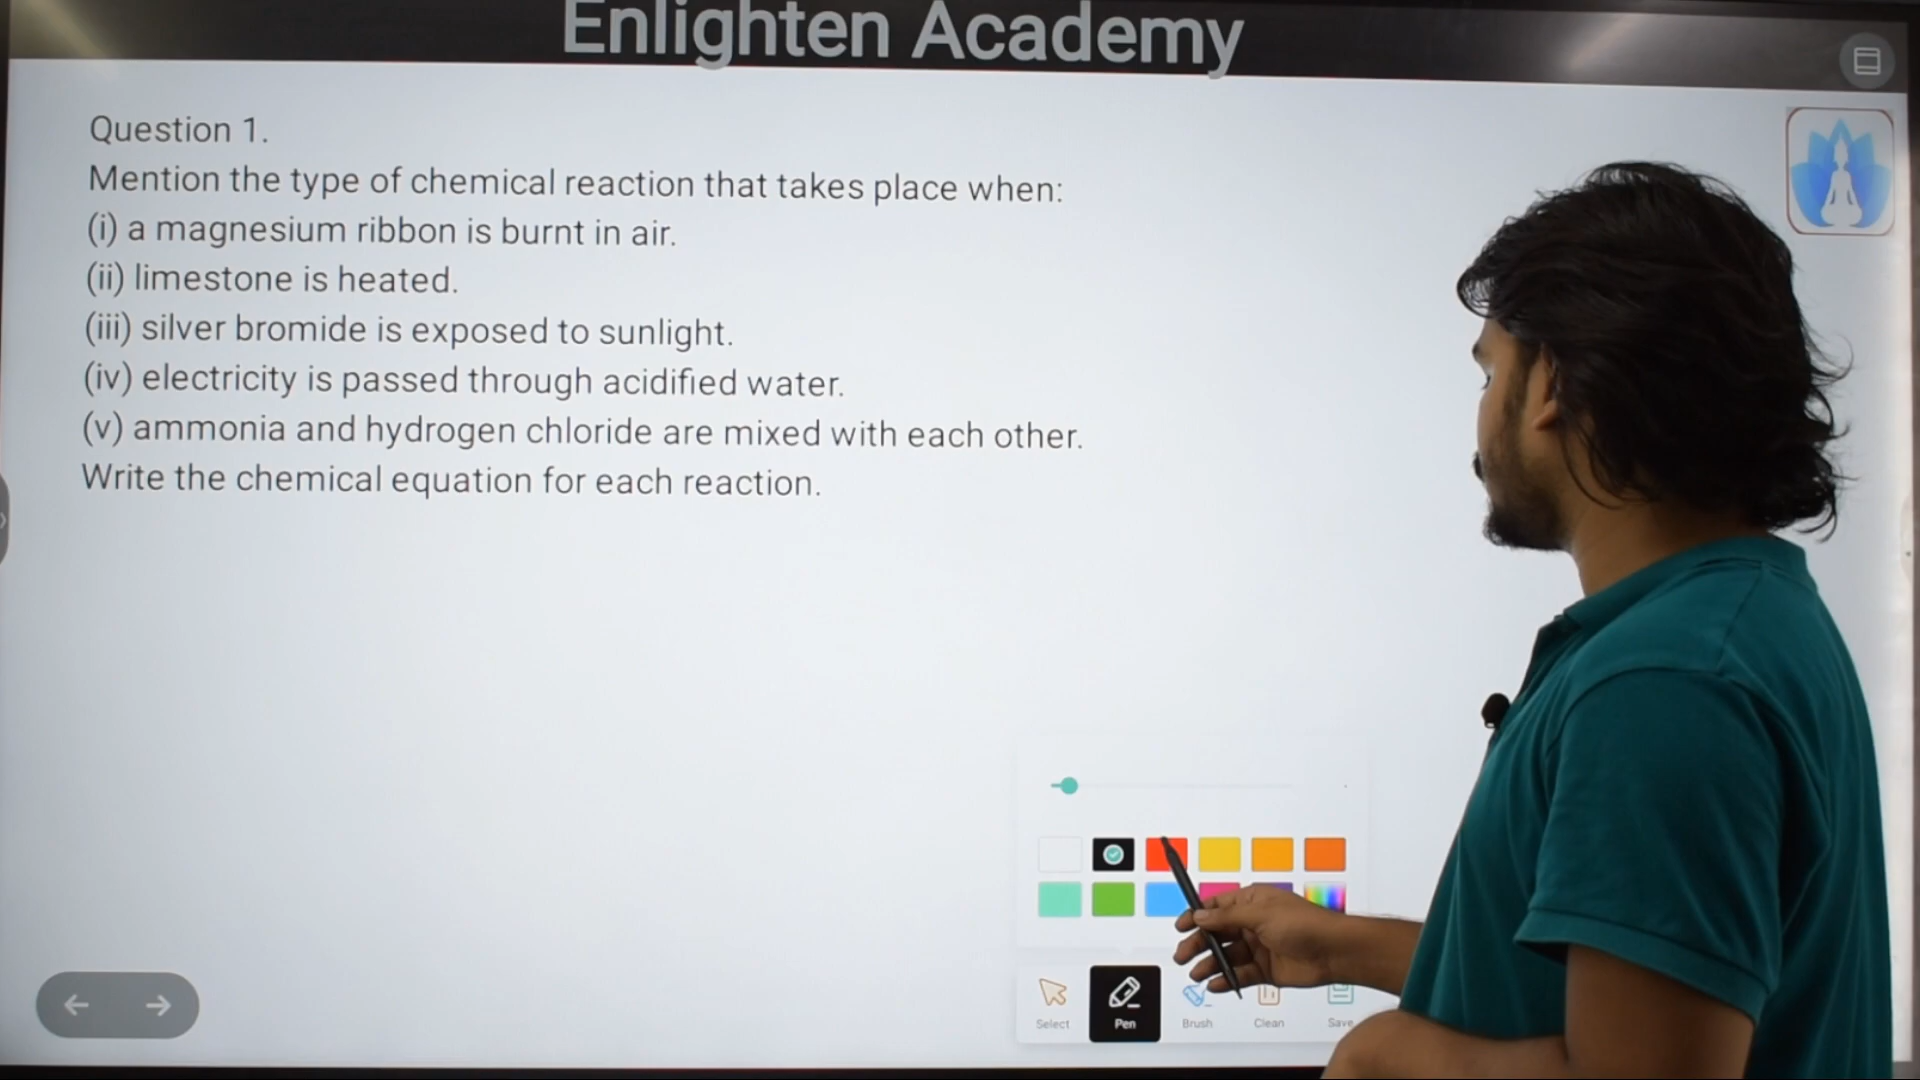 Enlighten Academy
Question 1.
Mention the type of chemical reaction that takes place when:
(i) a magnesium ribbon is burnt in air.
(ii) limestone is heated.
(iii) silver bromide is exposed to sunlight.
(iv) electricity is passed through acidified water.
(v) ammonia and hydrogen chloride are mixed with each other.
Write the chemical equation for each reaction.
Select Pen Brush Clean Save